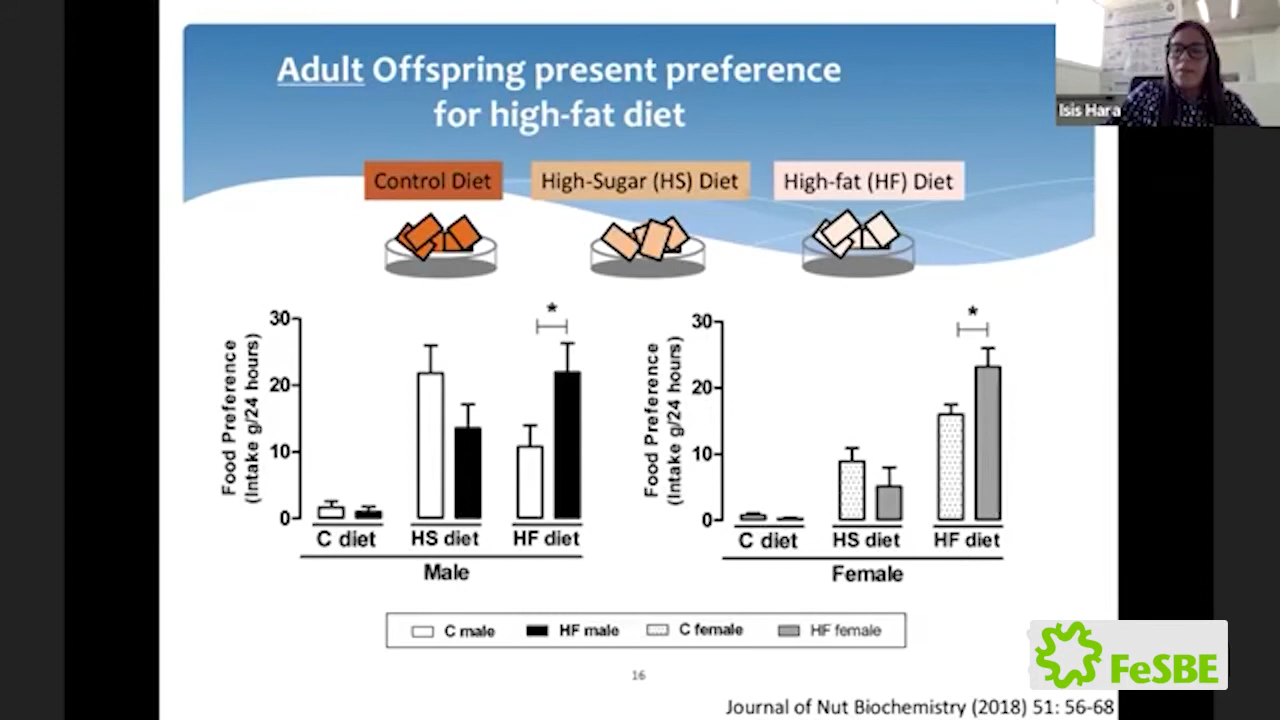 Adult Offspring present preference
for high-fat diet
Isis Hara
Control Diet
High-Sugar (HS) Diet
High-fat (HF) Diet
Food Preference
(Intake g/24 hours)
30
20
10
0
*
C diet
HS diet
HF diet
Male
Food Preference
(Intake g/24 hours)
30
20
10
0
*
C diet
HS diet
HF diet
Female
C male
HF male
C female
HF female
16
FeSBE
Journal of Nut Biochemistry (2018) 51: 56-68